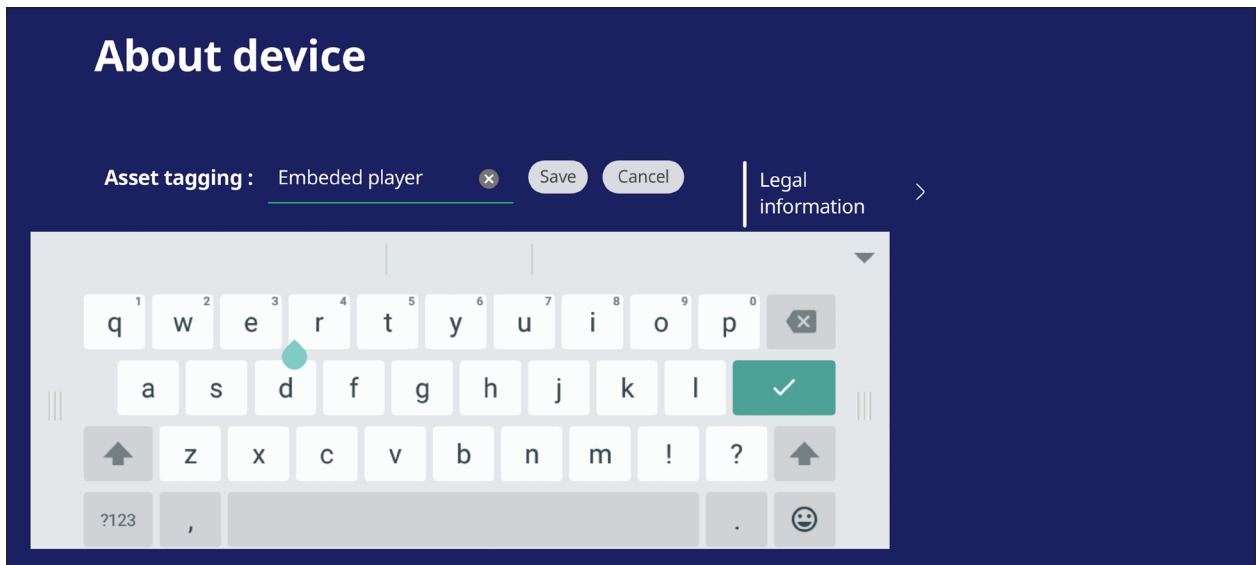 About device
Asset tagging : Embeded player Save Cancel Legal
information
1 2 3 4 5 6 7 8 9 0
q w e r t y u i o p
a s d f g h j k l
z x c v b n m ! ?
?123 , .